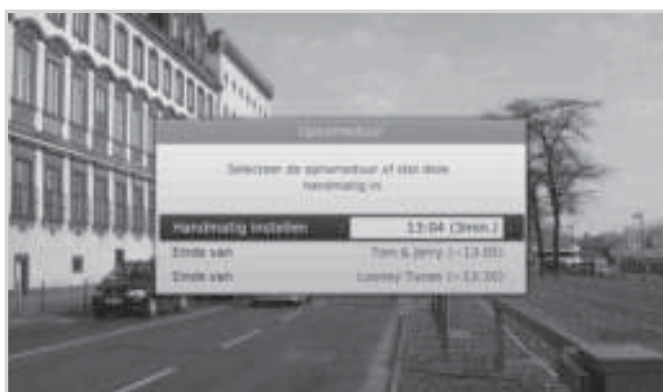 Opnameduur
Selecteer de opnameduur of stel deze
handmatig in
Handmatig instellen 13:04 (3min.)
Einde van Tom & Jerry (~13:05)
Einde van Looney Tunes (~13:30)